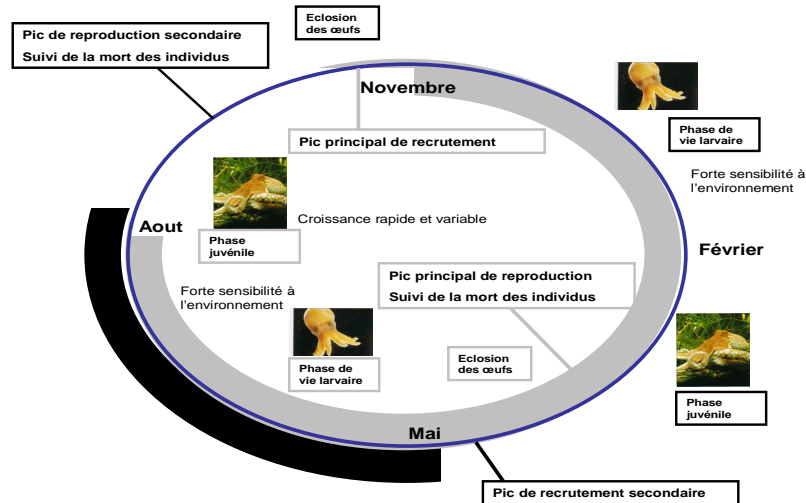 Pic de reproduction secondaire
Suivi de la mort des individus
Eclosion
des œufs
Novembre
Pic principal de recrutement
Phase de
vie larvaire
Forte sensibilité à
l'environnement
Aout
Croissance rapide et variable
Phase
juvénile
Février
Pic principal de reproduction
Suivi de la mort des individus
Forte sensibilité à
l'environnement
Phase de
vie larvaire
Eclosion
des œufs
Phase
juvénile
Mai
Pic de recrutement secondaire